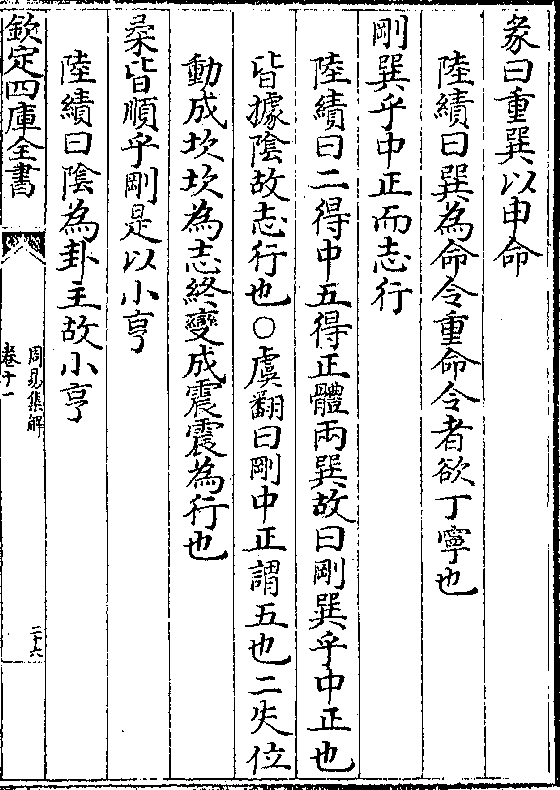 彖曰重巽以申命
陸績曰巽為命令重命令者欲丁寧也
剛巽乎中正而志行
陸績曰二得中五得正體兩巽故曰剛巽乎中正也
皆據陰故志行也○虞翻曰剛中正謂五也二失位
動成坎坎為志終變成震震為行也
柔皆順乎剛是以小亨
陸績曰陰為卦主故小亨
欽定四庫全書
周易集解
卷十一
二十六